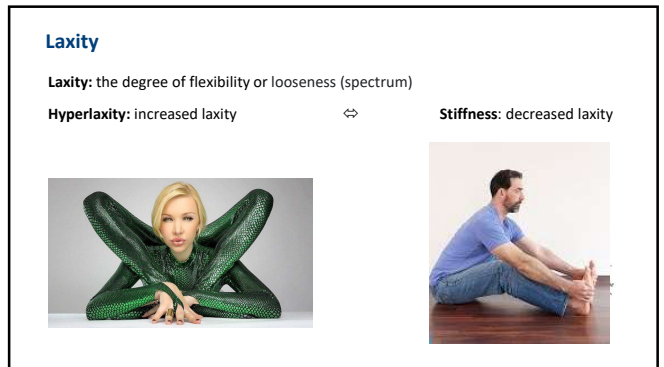 Laxity
Laxity: the degree of flexibility or looseness (spectrum)
Hyperlaxity: increased laxity ⇔ Stiffness: decreased laxity